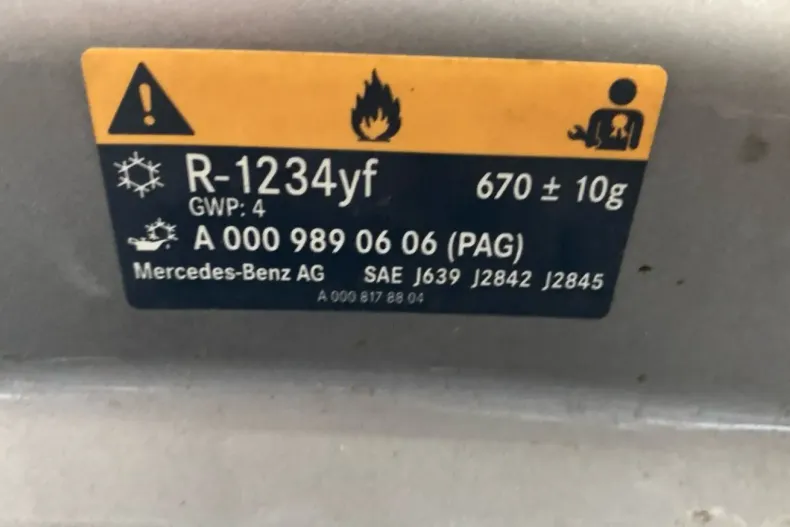 R-1234yf 670 ± 10g
GWP: 4
A 000 989 06 06 (PAG)
Mercedes-Benz AG SAE J639 J2842 J2845
A 000 817 88 04